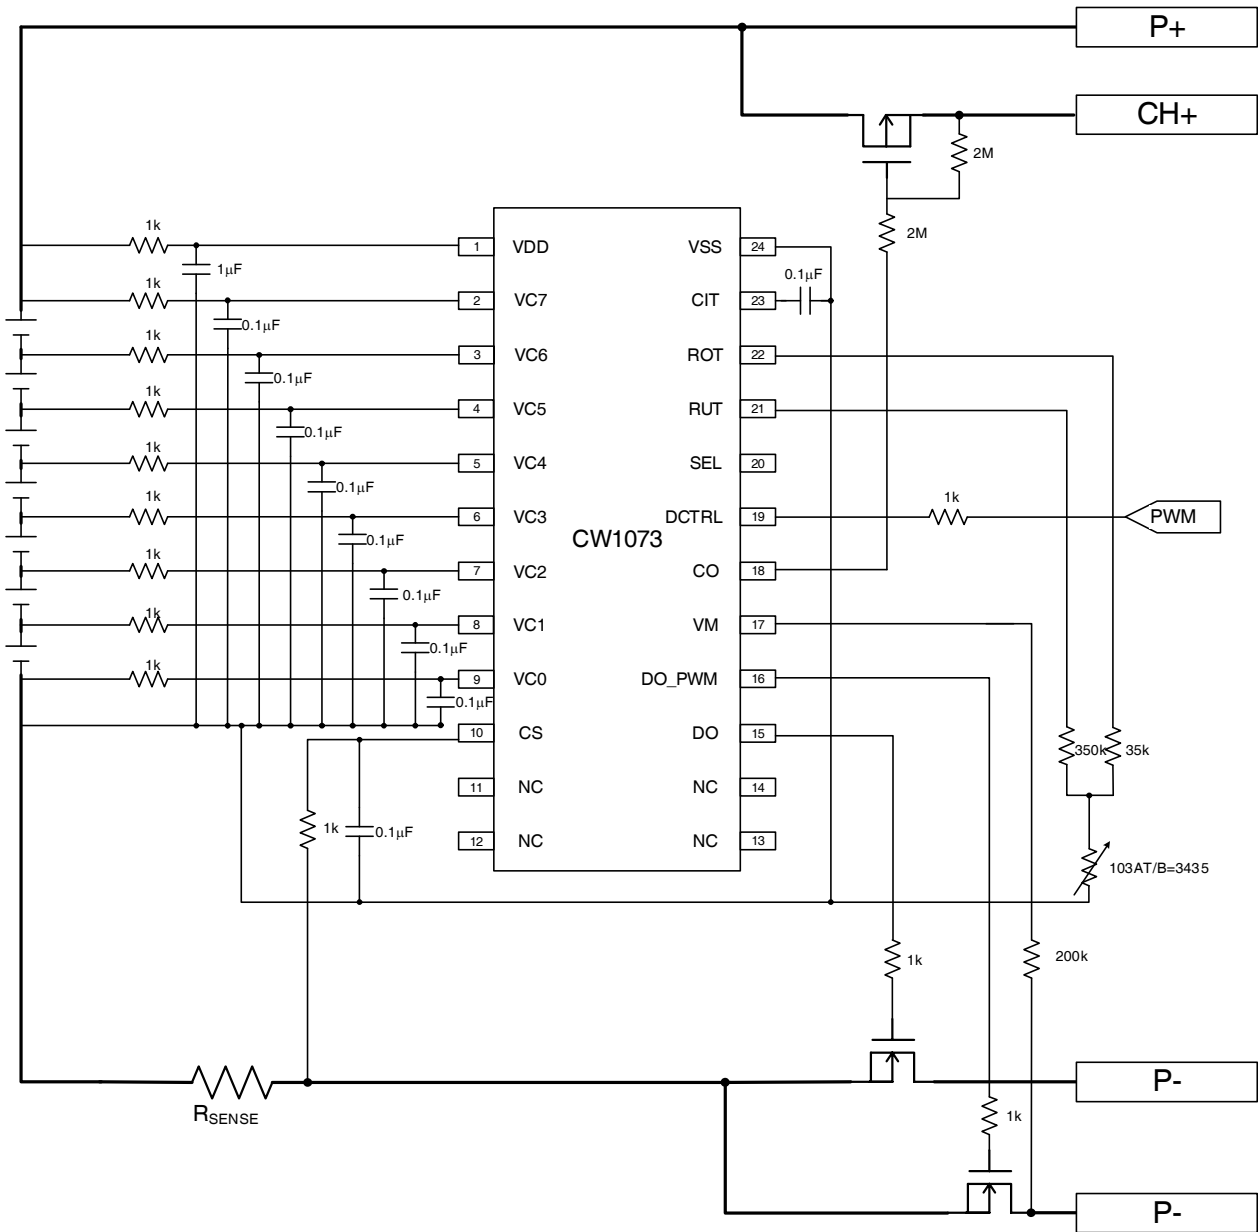 P+
CH+
2M
2M
1k
1 VDD
VSS 24
1μF
0.1μF
1k
2 VC7
CIT 23
0.1μF
1k
3 VC6
ROT 22
0.1μF
1k
4 VC5
RUT 21
0.1μF
1k
5 VC4
SEL 20
0.1μF
1k
6 VC3
DCTRL 19
1k
PWM
CW1073
0.1μF
1k
7 VC2
CO 18
0.1μF
1k
8 VC1
VM 17
0.1μF
1k
9 VC0
DO_PWM 16
0.1μF
10 CS
DO 15
350k
35k
11 NC
NC 14
1k
0.1μF
12 NC
NC 13
103AT/B=3435
1k
200k
RSENSE
P-
1k
P-